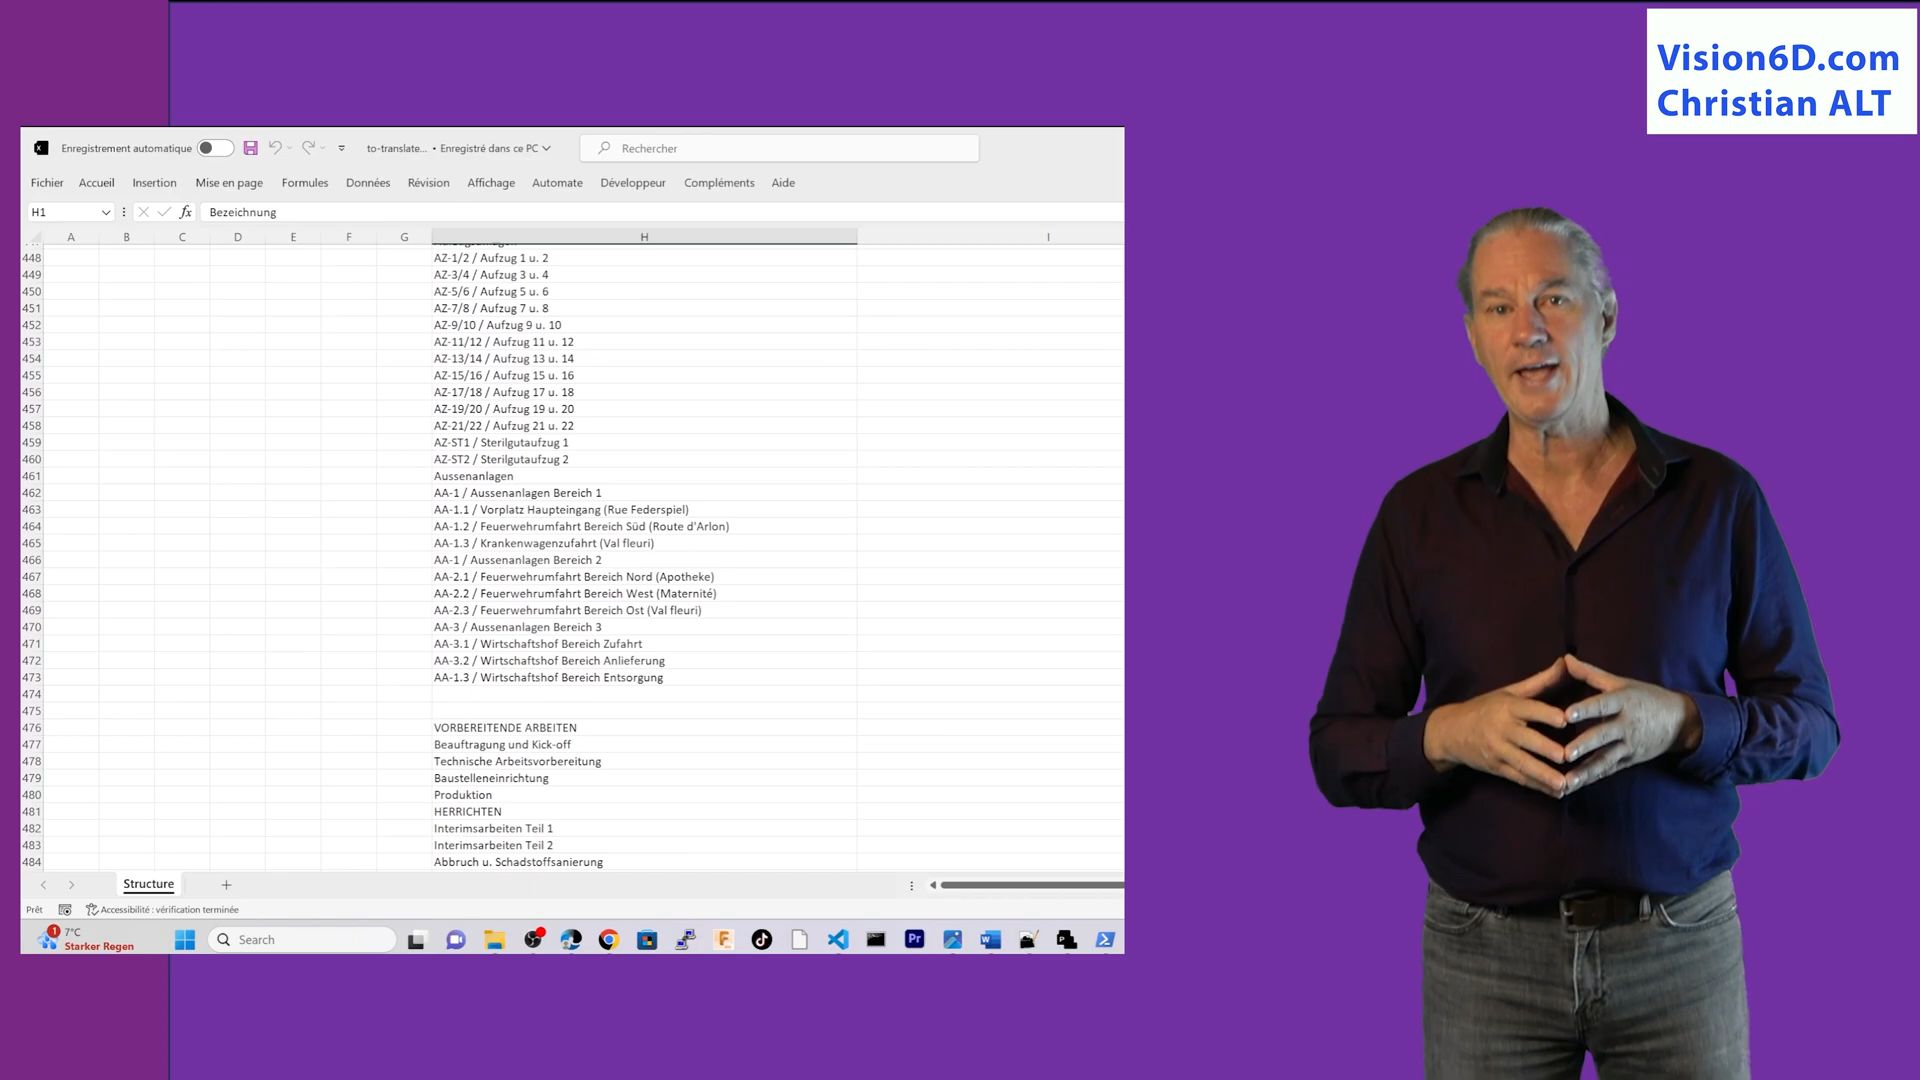 Vision6D.com
Christian ALT
Enregistrement automatique
to-translate... • Enregistré dans ce PC
Rechercher
Fichier Accueil Insertion Mise en page Formules Données Révision Affichage Automate Développeur Compléments Aide
H1 fx Bezeichnung
A B C D E F G H I
448 AZ-1/2 / Aufzug 1 u. 2
449 AZ-3/4 / Aufzug 3 u. 4
450 AZ-5/6 / Aufzug 5 u. 6
451 AZ-7/8 / Aufzug 7 u. 8
452 AZ-9/10 / Aufzug 9 u. 10
453 AZ-11/12 / Aufzug 11 u. 12
454 AZ-13/14 / Aufzug 13 u. 14
455 AZ-15/16 / Aufzug 15 u. 16
456 AZ-17/18 / Aufzug 17 u. 18
457 AZ-19/20 / Aufzug 19 u. 20
458 AZ-21/22 / Aufzug 21 u. 22
459 AZ-ST1 / Sterilgutaufzug 1
460 AZ-ST2 / Sterilgutaufzug 2
461 Aussenanlagen
462 AA-1 / Aussenanlagen Bereich 1
463 AA-1.1 / Vorplatz Haupteingang (Rue Federspiel)
464 AA-1.2 / Feuerwehrumfahrt Bereich Süd (Route d'Arlon)
465 AA-1.3 / Krankenwagenzufahrt (Val fleuri)
466 AA-1 / Aussenanlagen Bereich 2
467 AA-2.1 / Feuerwehrumfahrt Bereich Nord (Apotheke)
468 AA-2.2 / Feuerwehrumfahrt Bereich West (Maternité)
469 AA-2.3 / Feuerwehrumfahrt Bereich Ost (Val fleuri)
470 AA-3 / Aussenanlagen Bereich 3
471 AA-3.1 / Wirtschaftshof Bereich Zufahrt
472 AA-3.2 / Wirtschaftshof Bereich Anlieferung
473 AA-1.3 / Wirtschaftshof Bereich Entsorgung
474
475
476 VORBEREITENDE ARBEITEN
477 Beauftragung und Kick-off
478 Technische Arbeitsvorbereitung
479 Baustelleneinrichtung
480 Produktion
481 HERRICHTEN
482 Interimsarbeiten Teil 1
483 Interimsarbeiten Teil 2
484 Abbruch u. Schadstoffsanierung
Structure
Prêt Accessibilité : vérification terminée
1 7°C
Starker Regen
Search
Pr